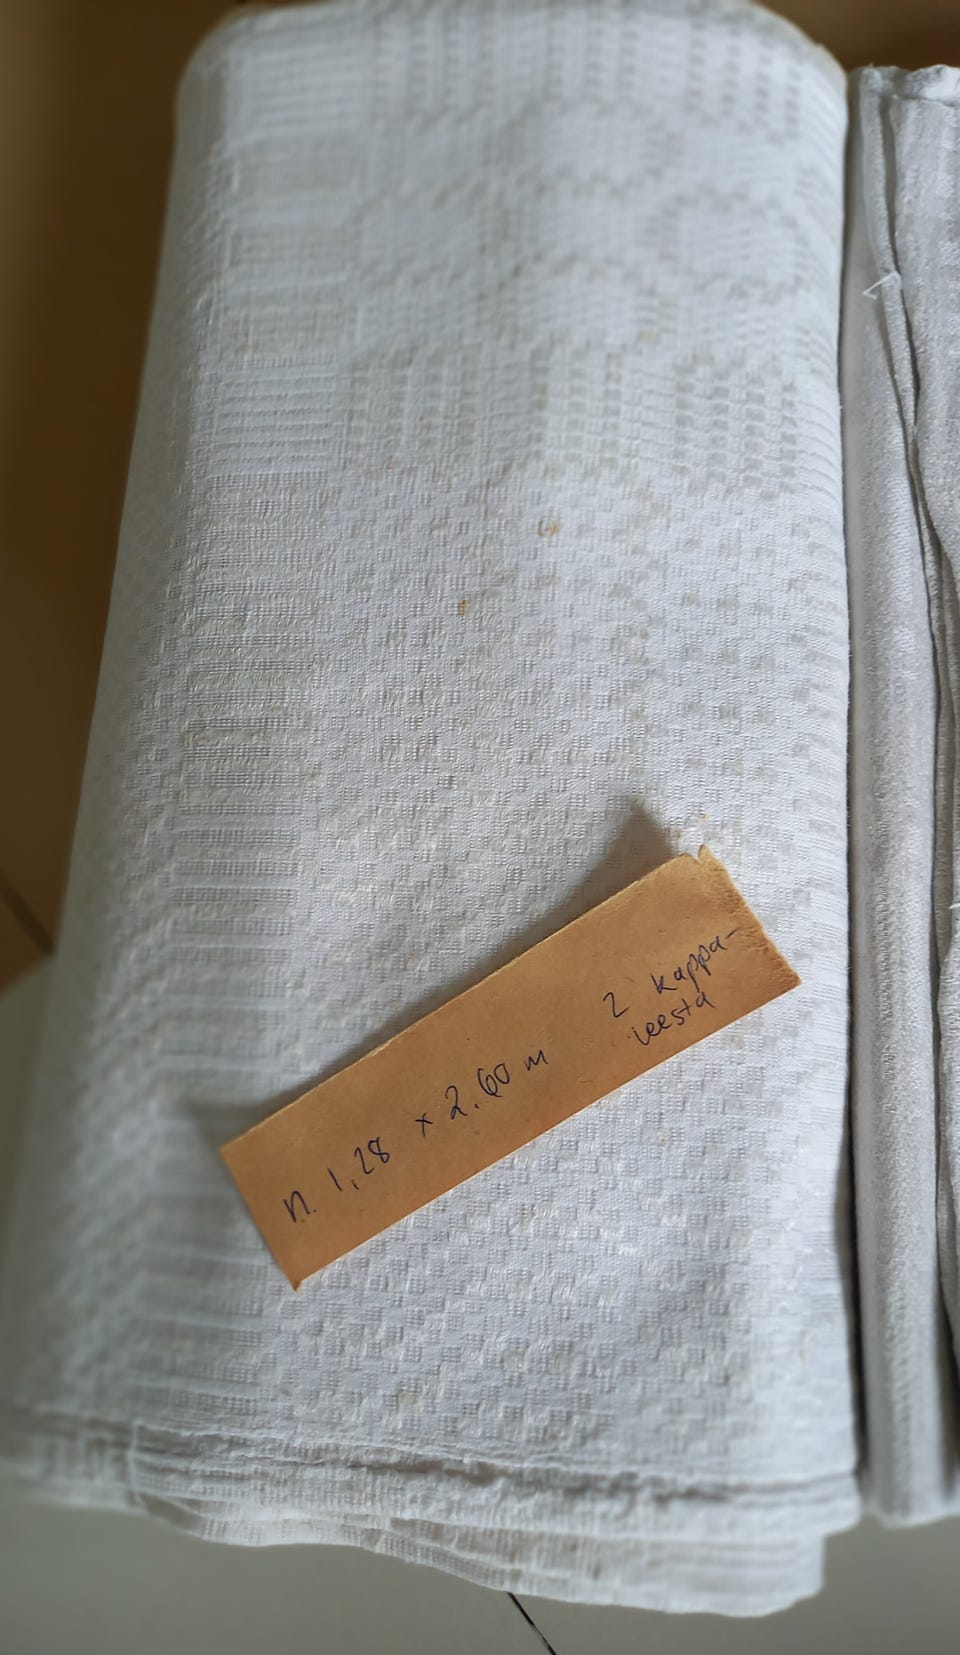 n. 1,28 x 2.60 m
2 kappa-
leesta